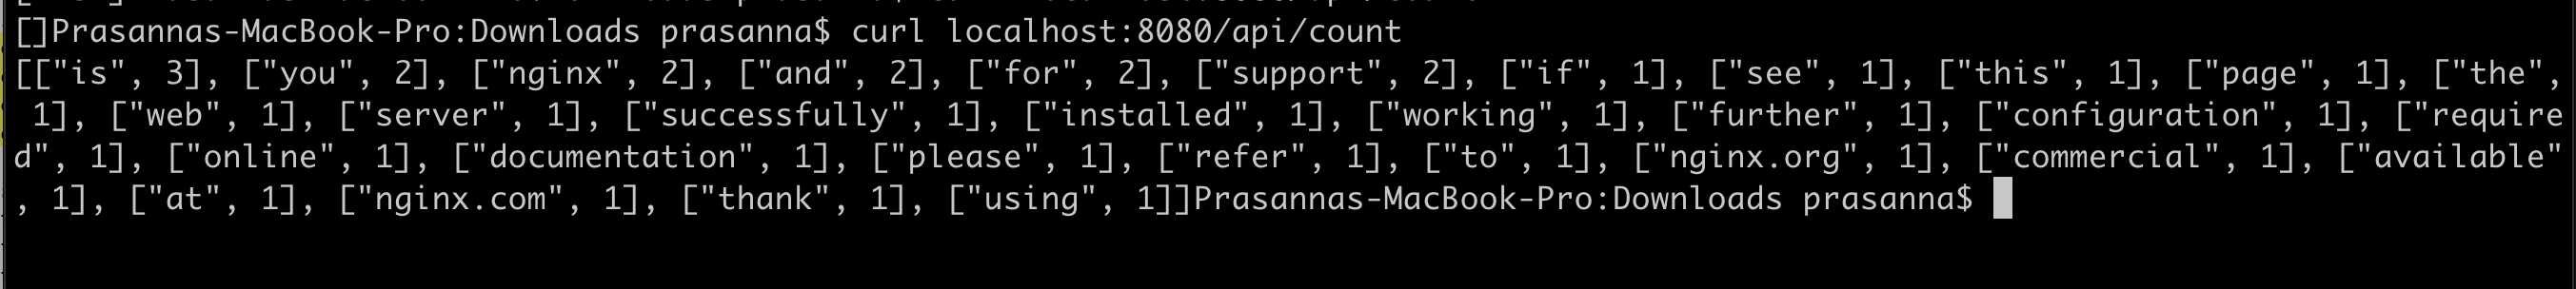 []Prasannas-MacBook-Pro:Downloads prasanna$ curl localhost:8080/api/count
[["is", 3], ["you", 2], ["nginx", 2], ["and", 2], ["for", 2], ["support", 2], ["if", 1], ["see", 1], ["this", 1], ["page", 1], ["the",
 1], ["web", 1], ["server", 1], ["successfully", 1], ["installed", 1], ["working", 1], ["further", 1], ["configuration", 1], ["require
d", 1], ["online", 1], ["documentation", 1], ["please", 1], ["refer", 1], ["to", 1], ["nginx.org", 1], ["commercial", 1], ["available"
, 1], ["at", 1], ["nginx.com", 1], ["thank", 1], ["using", 1]]Prasannas-MacBook-Pro:Downloads prasanna$